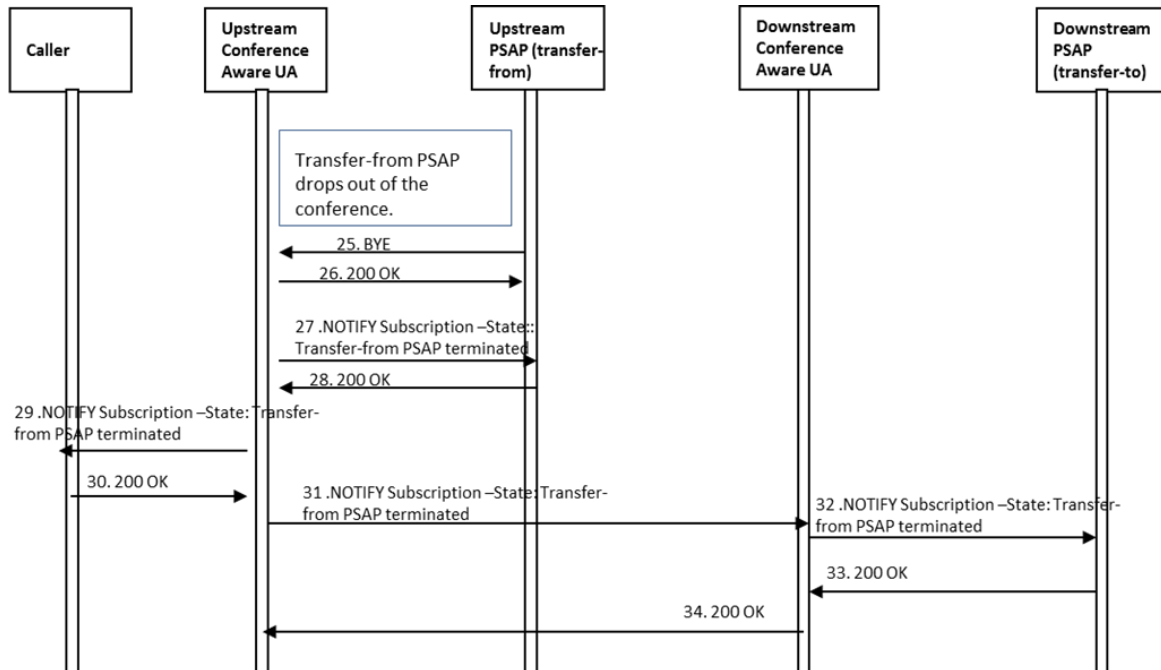 Caller
Upstream
Conference
Aware UA
Upstream
PSAP (transfer-
from)
Downstream
Conference
Aware UA
Downstream
PSAP
(transfer-to)
Transfer-from PSAP
drops out of the
conference.
25. BYE
26. 200 OK
27 .NOTIFY Subscription –State::
Transfer-from PSAP terminated
28. 200 OK
29 .NOTIFY Subscription –State: Transfer-
from PSAP terminated
30. 200 OK
31 .NOTIFY Subscription –State: Transfer-
from PSAP terminated
32 .NOTIFY Subscription –State: Transfer-
from PSAP terminated
33. 200 OK
34. 200 OK